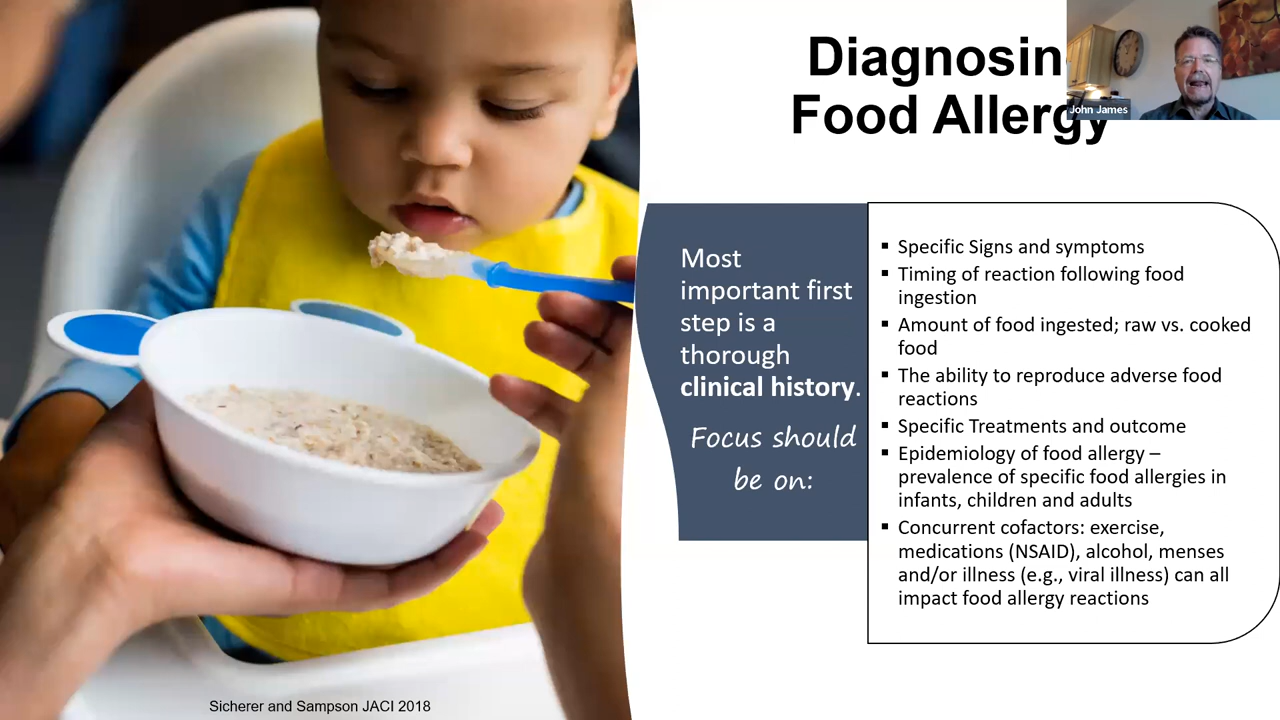 Diagnosin
Food Allergy
John James
Most
important first
step is a
thorough
clinical history.
Focus should
be on:
▪ Specific Signs and symptoms
▪ Timing of reaction following food
ingestion
▪ Amount of food ingested; raw vs. cooked
food
▪ The ability to reproduce adverse food
reactions
▪ Specific Treatments and outcome
▪ Epidemiology of food allergy –
prevalence of specific food allergies in
infants, children and adults
▪ Concurrent cofactors: exercise,
medications (NSAID), alcohol, menses
and/or illness (e.g., viral illness) can all
impact food allergy reactions
Sicherer and Sampson JACI 2018